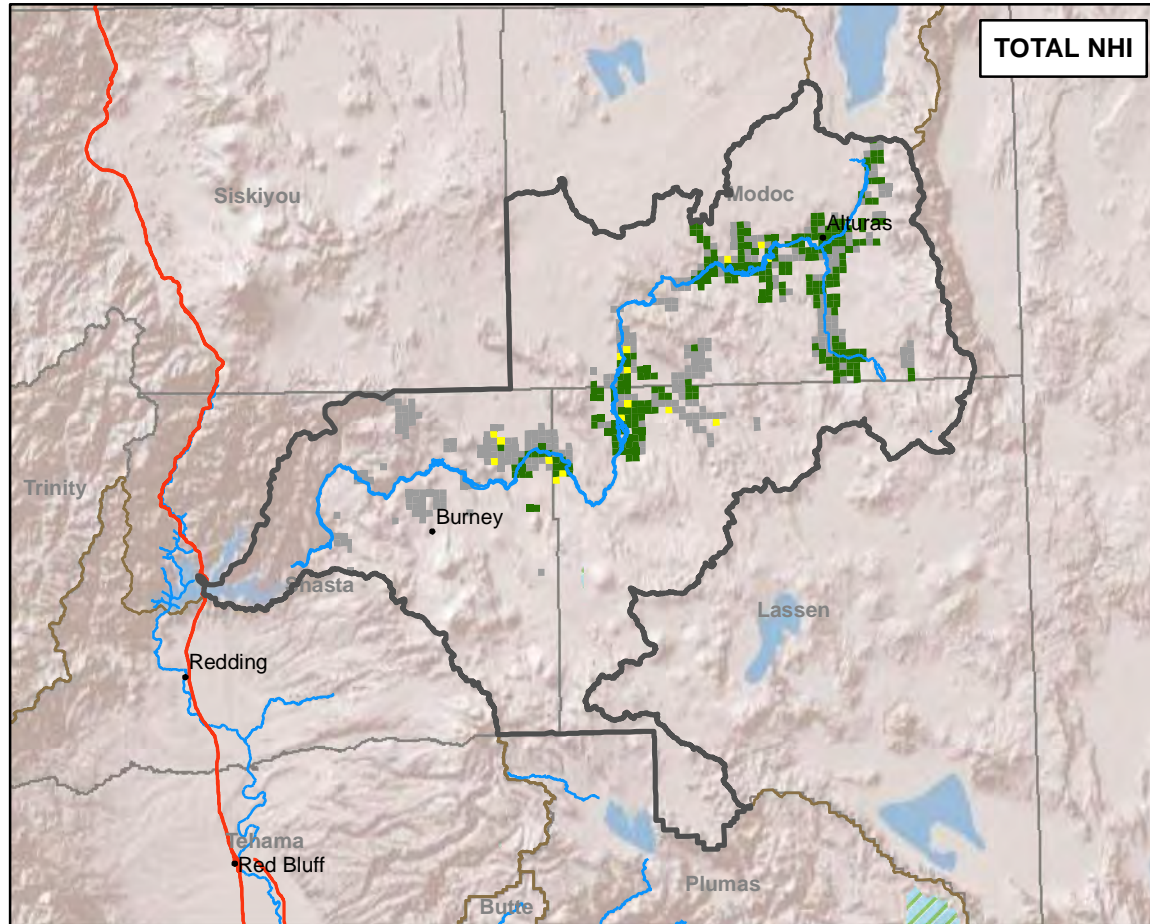 TOTAL NHI
Siskiyou
Modoc
Alturas
Trinity
Burney
Shasta
Lassen
Redding
Tehama
Red Bluff
Plumas
Butte